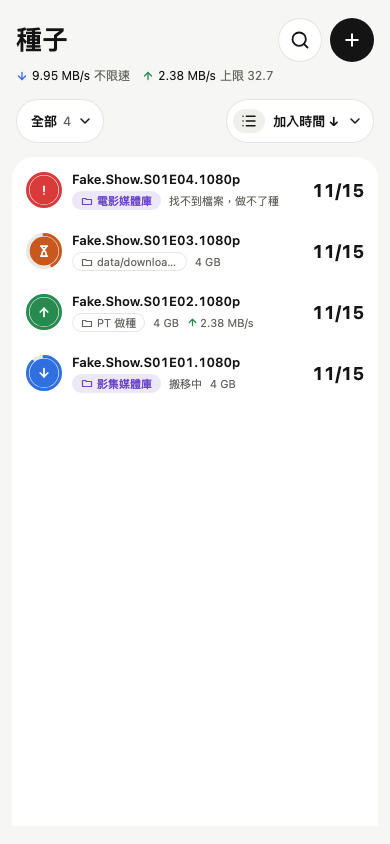 種子
↓ 9.95 MB/s 不限速 ↑ 2.38 MB/s 上限 32.7
全部 4
加入時間 ↓
Fake.Show.S01E04.1080p
電影媒體庫 找不到檔案，做不了種
11/15
Fake.Show.S01E03.1080p
data/downloa... 4 GB
11/15
Fake.Show.S01E02.1080p
PT 做種 4 GB ↑ 2.38 MB/s
11/15
Fake.Show.S01E01.1080p
影集媒體庫 搬移中 4 GB
11/15